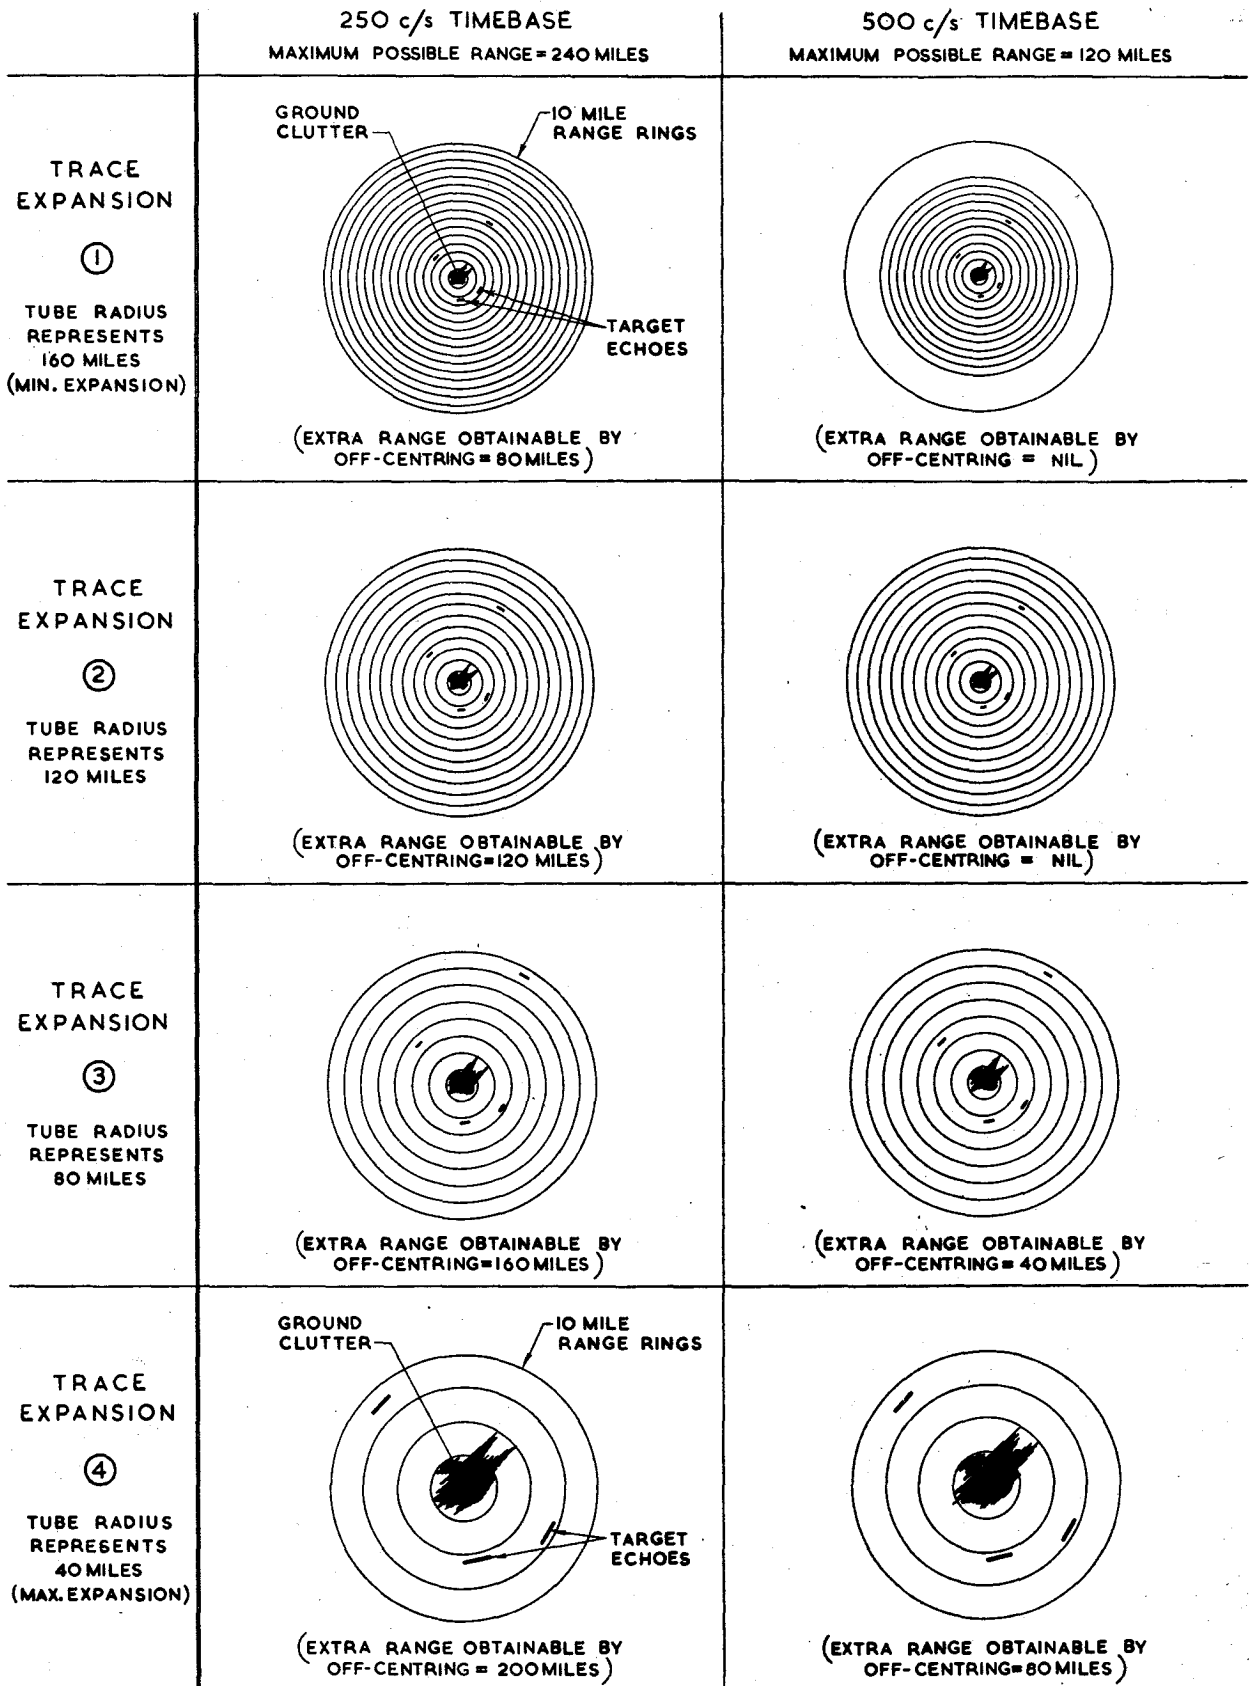 250 c/s TIMEBASE
MAXIMUM POSSIBLE RANGE = 240 MILES
500 c/s TIMEBASE
MAXIMUM POSSIBLE RANGE = 120 MILES
TRACE
EXPANSION
1
TUBE RADIUS
REPRESENTS
160 MILES
(MIN. EXPANSION)
GROUND
CLUTTER
10 MILE
RANGE RINGS
TARGET
ECHOES
(EXTRA RANGE OBTAINABLE BY
OFF-CENTRING = 80 MILES)
(EXTRA RANGE OBTAINABLE BY
OFF-CENTRING = NIL)
TRACE
EXPANSION
2
TUBE RADIUS
REPRESENTS
120 MILES
(EXTRA RANGE OBTAINABLE BY
OFF-CENTRING = 120 MILES)
(EXTRA RANGE OBTAINABLE BY
OFF-CENTRING = NIL)
TRACE
EXPANSION
3
TUBE RADIUS
REPRESENTS
80 MILES
(EXTRA RANGE OBTAINABLE BY
OFF-CENTRING = 160 MILES)
(EXTRA RANGE OBTAINABLE BY
OFF-CENTRING = 40 MILES)
TRACE
EXPANSION
4
TUBE RADIUS
REPRESENTS
40 MILES
(MAX. EXPANSION)
GROUND
CLUTTER
10 MILE
RANGE RINGS
TARGET
ECHOES
(EXTRA RANGE OBTAINABLE BY
OFF-CENTRING = 200 MILES)
(EXTRA RANGE OBTAINABLE BY
OFF-CENTRING = 80 MILES)